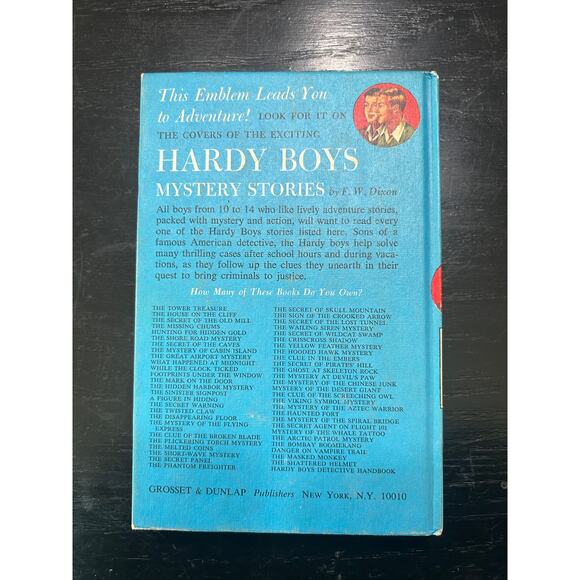 This Emblem Leads You
to Adventure! LOOK FOR IT ON
THE COVERS OF THE EXCITING
HARDY BOYS
MYSTERY STORIES by F. W. Dixon
All boys from 10 to 14 who like lively adventure stories,
packed with mystery and action, will want to read every
one of the Hardy Boys stories listed here. Sons of a
famous American detective, the Hardy boys help solve
many thrilling cases after school hours and during vaca-
tions, as they follow up the clues they unearth in their
quest to bring criminals to justice.
How Many of These Books Do You Own?
THE TOWER TREASURE
THE HOUSE ON THE CLIFF
THE SECRET OF THE OLD MILL
THE MISSING CHUMS
HUNTING FOR HIDDEN GOLD
THE SHORE ROAD MYSTERY
THE SECRET OF THE CAVES
THE MYSTERY OF CABIN ISLAND
THE GREAT AIRPORT MYSTERY
WHAT HAPPENED AT MIDNIGHT
WHILE THE CLOCK TICKED
FOOTPRINTS UNDER THE WINDOW
THE MARK ON THE DOOR
THE HIDDEN HARBOR MYSTERY
THE SINISTER SIGNPOST
A FIGURE IN HIDING
THE SECRET WARNING
THE TWISTED CLAW
THE DISAPPEARING FLOOR
THE MYSTERY OF THE FLYING
EXPRESS
THE CLUE OF THE BROKEN BLADE
THE FLICKERING TORCH MYSTERY
THE MELTED COINS
THE SHORT-WAVE MYSTERY
THE SECRET PANEL
THE PHANTOM FREIGHTER
THE SECRET OF SKULL MOUNTAIN
THE SIGN OF THE CROOKED ARROW
THE SECRET OF THE LOST TUNNEL
THE WAILING SIREN MYSTERY
THE SECRET OF WILDCAT SWAMP
THE CRISSCROSS SHADOW
THE YELLOW FEATHER MYSTERY
THE HOODED HAWK MYSTERY
THE CLUE IN THE EMBERS
THE SECRET OF PIRATES' HILL
THE GHOST AT SKELETON ROCK
THE MYSTERY AT DEVIL'S PAW
THE MYSTERY OF THE CHINESE JUNK
MYSTERY OF THE DESERT GIANT
THE CLUE OF THE SCREECHING OWL
THE VIKING SYMBOL MYSTERY
THE MYSTERY OF THE AZTEC WARRIOR
THE HAUNTED FORT
THE MYSTERY OF THE SPIRAL BRIDGE
THE SECRET AGENT ON FLIGHT 101
MYSTERY OF THE WHALE TATTOO
THE ARCTIC PATROL MYSTERY
THE BOMBAY BOOMERANG
DANGER ON VAMPIRE TRAIL
THE MASKED MONKEY
THE SHATTERED HELMET
HARDY BOYS DETECTIVE HANDBOOK
GROSSET & DUNLAP Publishers NEW YORK, N.Y. 10010